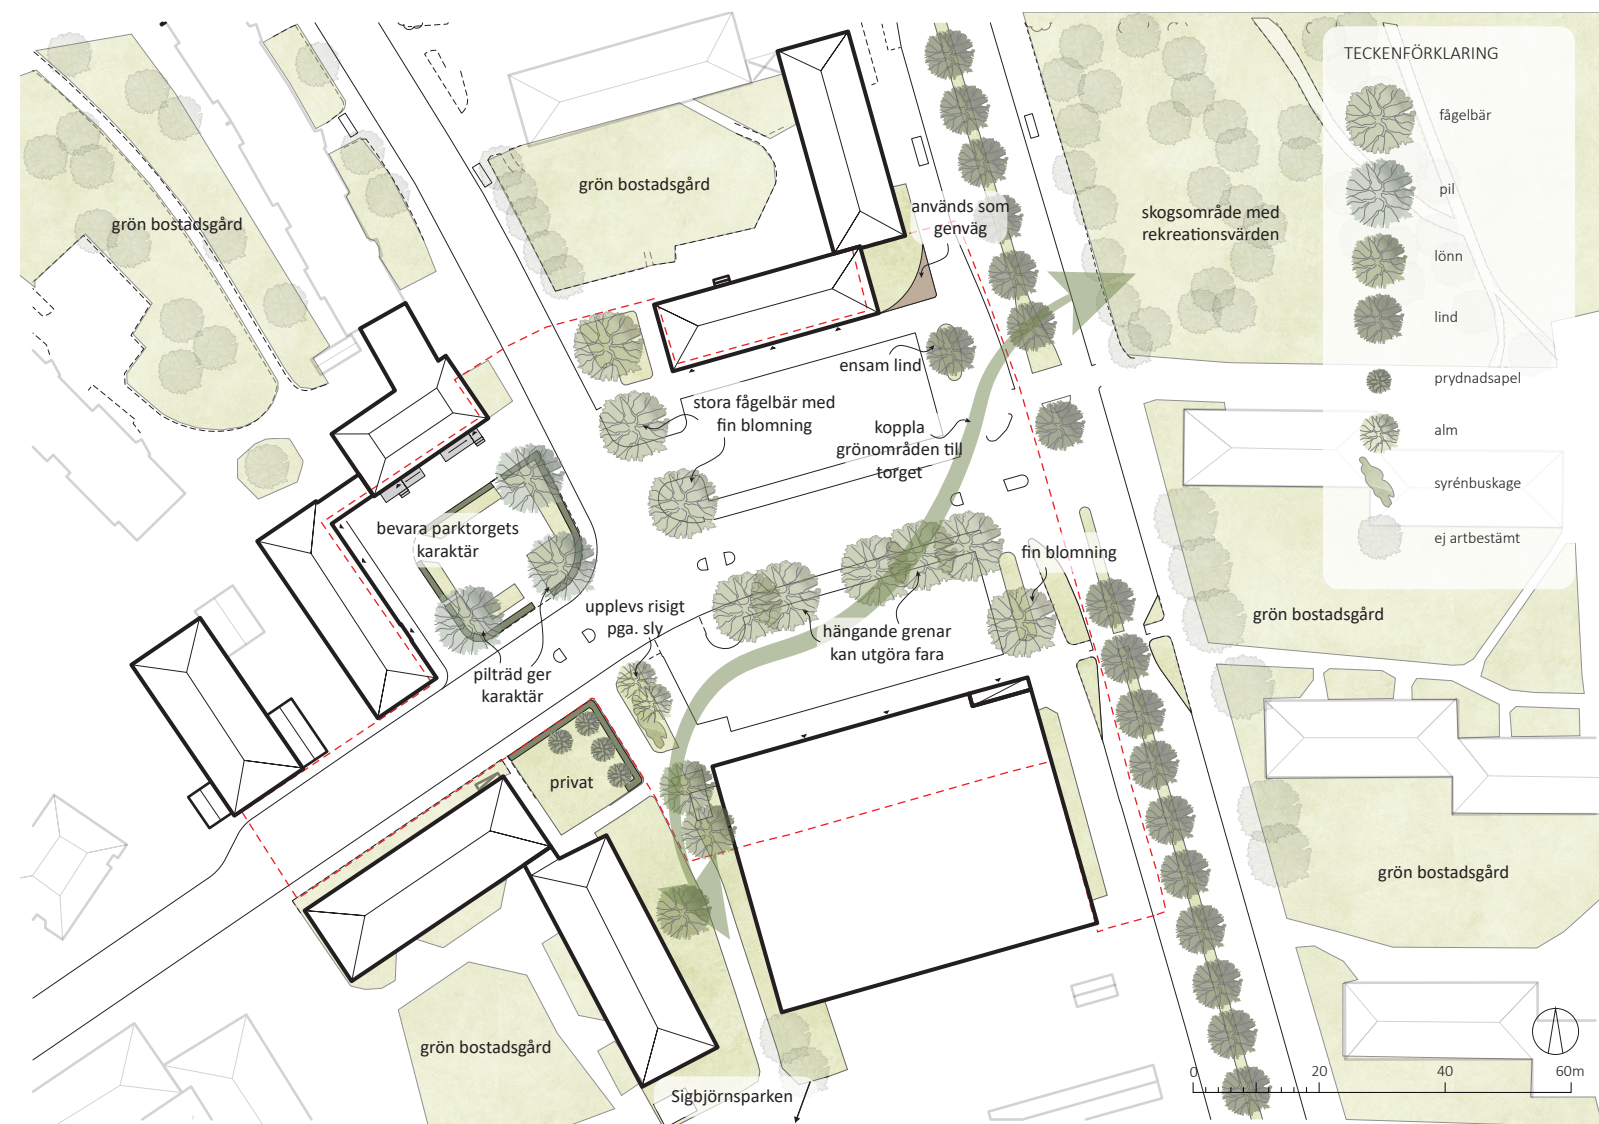 TECKENFÖRKLARING
fågelbär
pil
lönn
lind
prydnadsapel
alm
syrénbuskage
ej artbestämt
grön bostadsgård
grön bostadsgård
används som
genväg
skogsområde med
rekreationsvärden
ensam lind
stora fågelbär med
fin blomning
koppla
grönområden till
torget
bevara parktorgets
karaktär
fin blomning
upplevs risigt
pga. sly
hängande grenar
kan utgöra fara
pilträd ger
karaktär
grön bostadsgård
privat
grön bostadsgård
grön bostadsgård
Sigbjörnsparken
0
20
40
60m